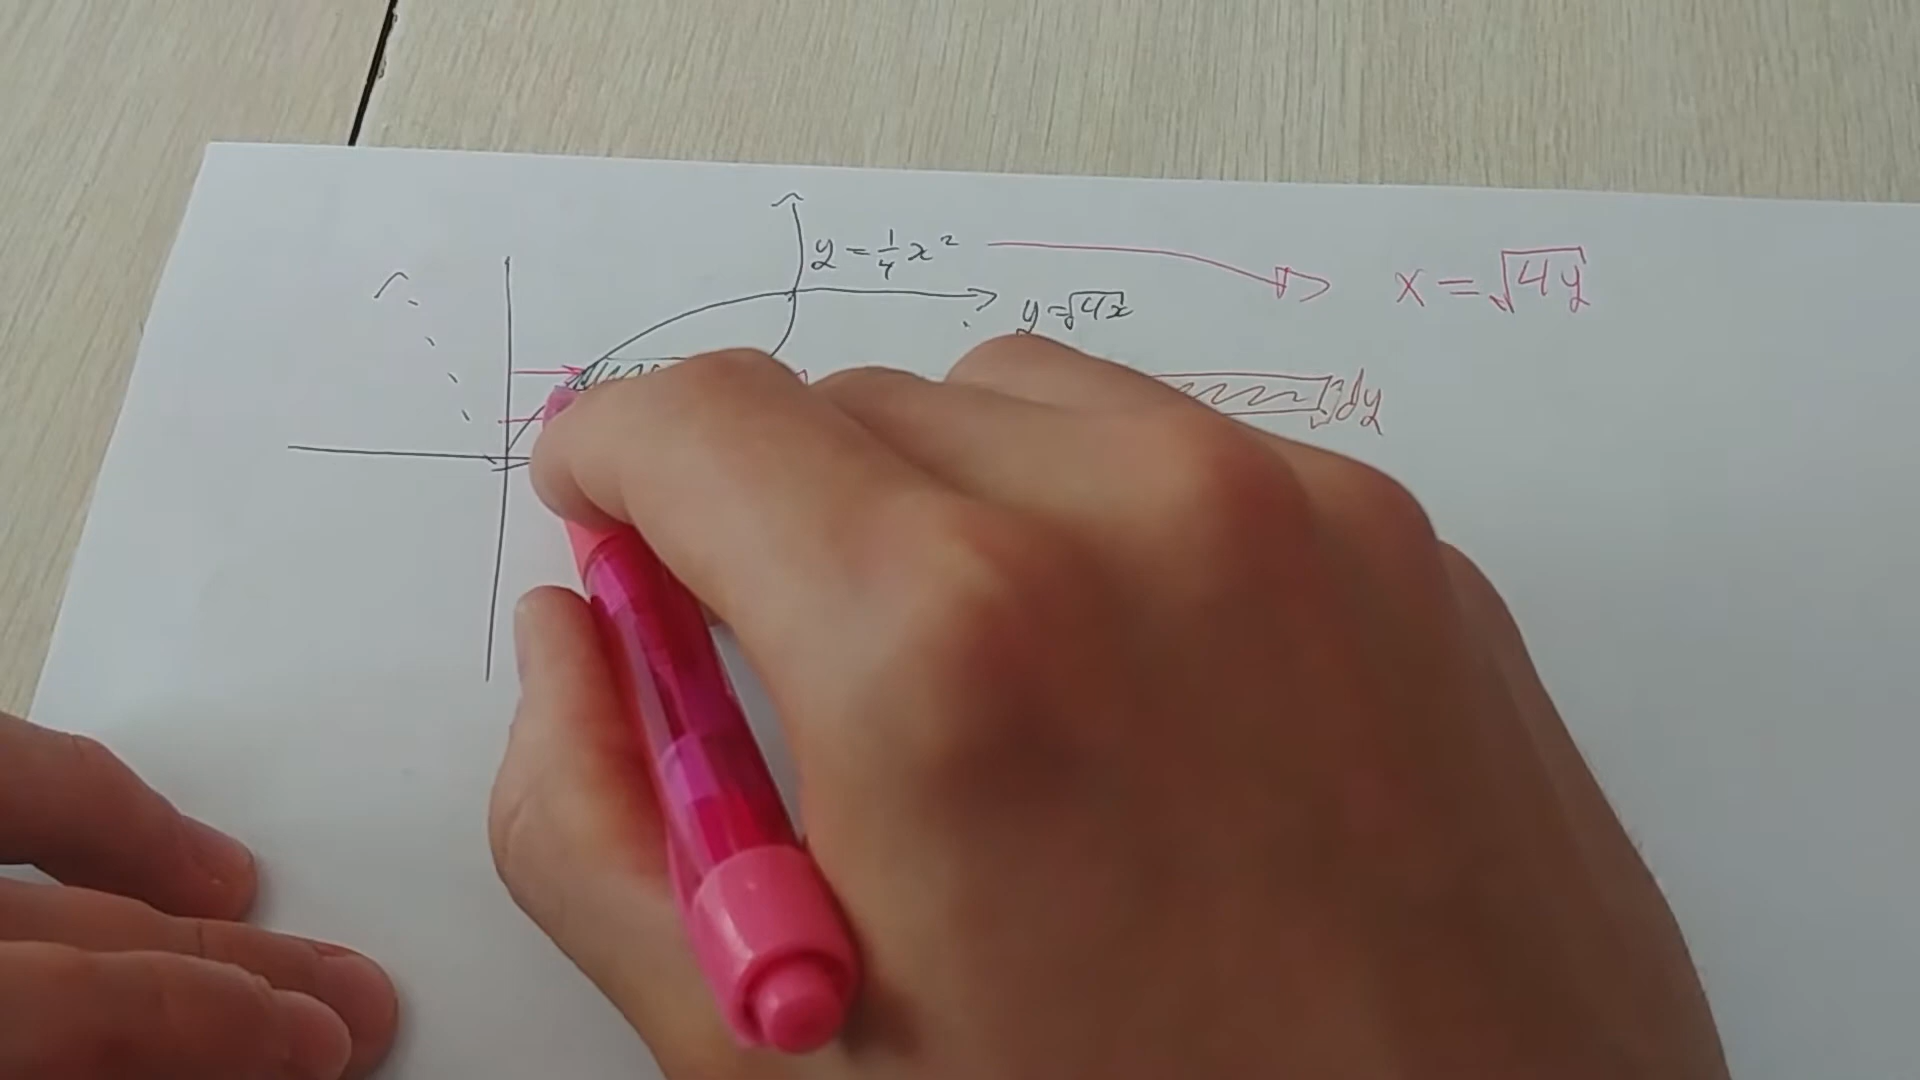 y = 1/4 x² → x = √4y
y = √4x
dy